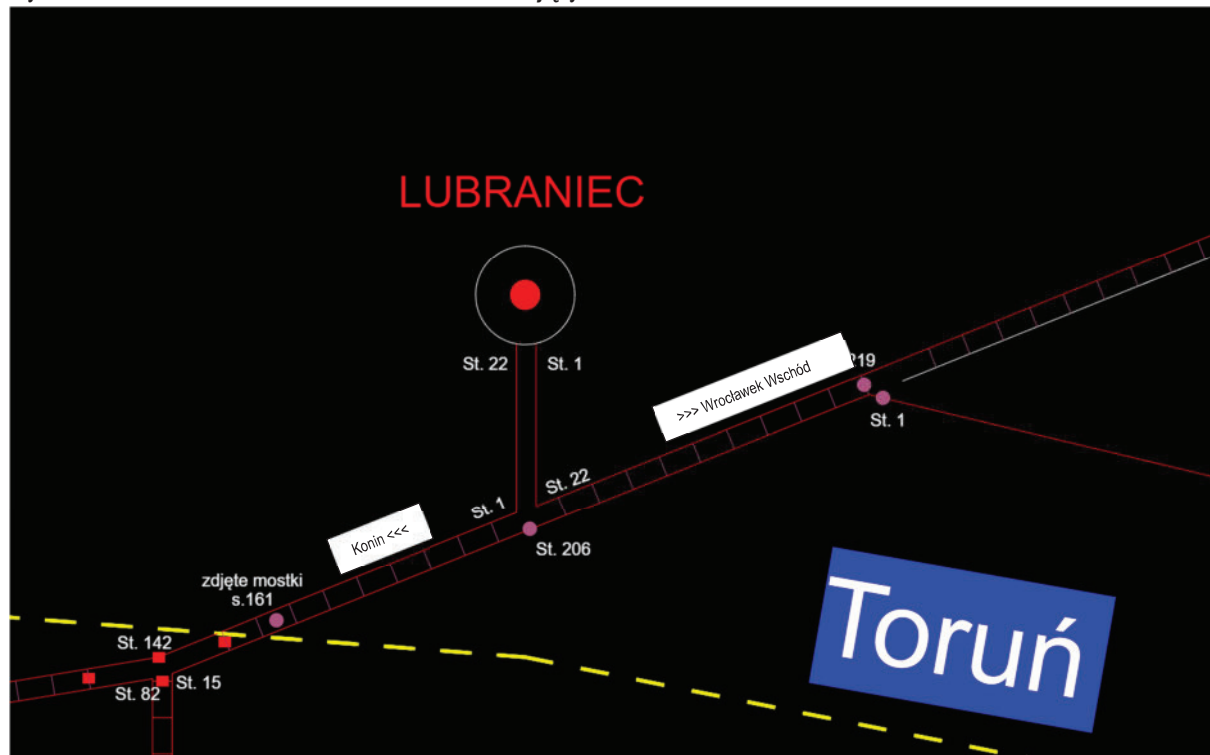 LUBRANIEC
St. 22
St. 1
>>> Wrocławek Wschód
219
St. 1
St. 22
St. 1
Konin <<<
St. 206
zdjęte mostki
s.161
St. 142
St. 82
St. 15
Toruń